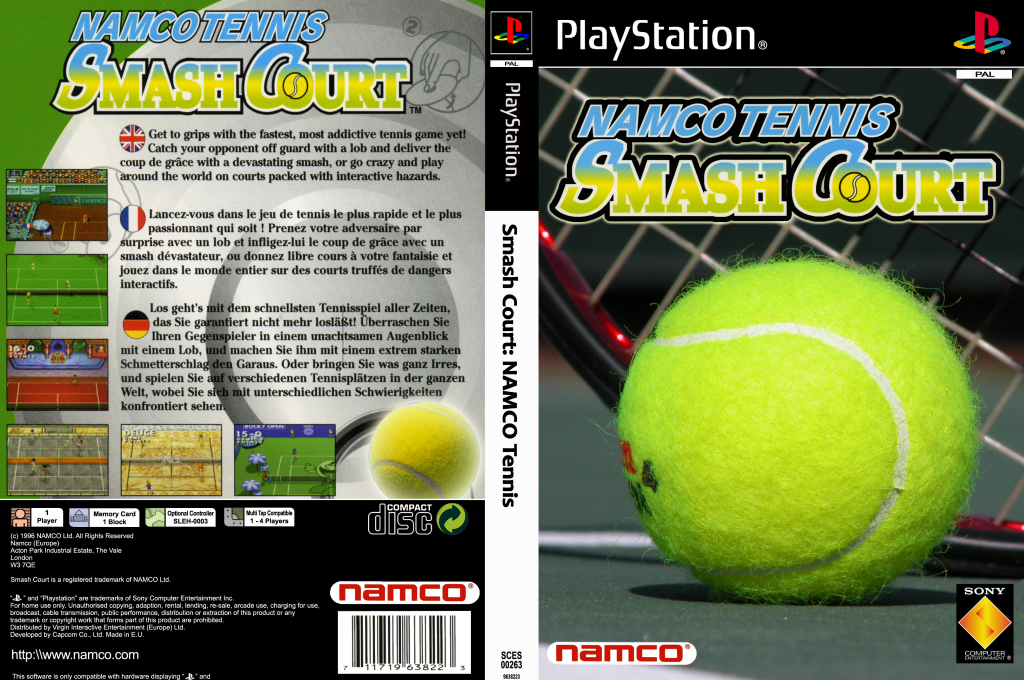 NAMCO TENNIS
SMASH COURT™
Get to grips with the fastest, most addictive tennis game yet!
Catch your opponent off guard with a lob and deliver the
coup de grâce with a devastating smash, or go crazy and play
around the world on courts packed with interactive hazards.
Lancez-vous dans le jeu de tennis le plus rapide et le plus
passionnant qui soit ! Prenez votre adversaire par
surprise avec un lob et infligez-lui le coup de grâce avec un
smash dévastateur, ou donnez libre cours à votre fantaisie et
jouez dans le monde entier sur des courts truffés de dangers
interactifs.
Los geht's mit dem schnellsten Tennisspiel aller Zeiten,
das Sie garantiert nicht mehr losläßt! Überraschen Sie
Ihren Gegenspieler in einem unachtsamen Augenblick
mit einem Lob, und machen Sie ihm mit einem extrem starken
Schmetterschlag den Garaus. Oder bringen Sie was ganz Irres,
und spielen Sie auf verschiedenen Tennisplätzen in der ganzen
Welt, wobei Sie sich mit unterschiedlichen Schwierigkeiten
konfrontiert sehen.
15-0
DEUCE
ROCKY OPEN
15-0
1
Player
Memory Card
1 Block
Optional Controller
SLEH-0003
Multi Tap Compatible
1 - 4 Players
COMPACT
disc
(c) 1996 NAMCO Ltd. All Rights Reserved
Namco (Europe)
Acton Park Industrial Estate, The Vale
London
W3 7QE
Smash Court is a registered trademark of NAMCO Ltd.
" " and "Playstation" are trademarks of Sony Computer Entertainment Inc.
For home use only. Unauthorised copying, adaption, rental, lending, re-sale, arcade use, charging for use,
broadcast, cable transmission, public performance, distribution or extraction of this product or any
trademark or copyright work that forms part of this product are prohibited.
Distributed by Virgin Interactive Entertainment (Europe) Ltd.
Developed by Capcom Co., Ltd. Made in E.U.
http:\\www.namco.com
This software is only compatible with hardware displaying " " and
namco®
7 11719 63822 3
PAL
PlayStation®
Smash Court: NAMCO Tennis
SCES
00263
9638223
PlayStation®
PAL
NAMCO TENNIS
SMASH COURT
namco®
SONY
COMPUTER
ENTERTAINMENT®